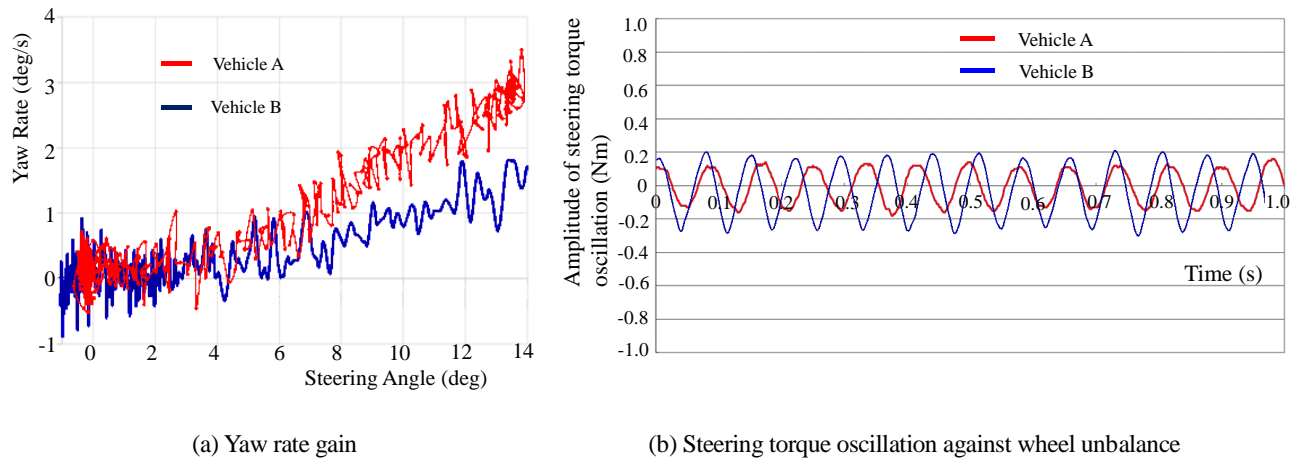 4
3
2
1
0
-1
Yaw Rate (deg/s)
Vehicle A
Vehicle B
0 2 4 6 8 10 12 14
Steering Angle (deg)
(a) Yaw rate gain
1.0
0.8
0.6
0.4
0.2
0
-0.2
-0.4
-0.6
-0.8
-1.0
Amplitude of steering torque
oscillation (Nm)
Vehicle A
Vehicle B
0 0.1 0.2 0.3 0.4 0.5 0.6 0.7 0.8 0.9 1.0
Time (s)
(b) Steering torque oscillation against wheel unbalance